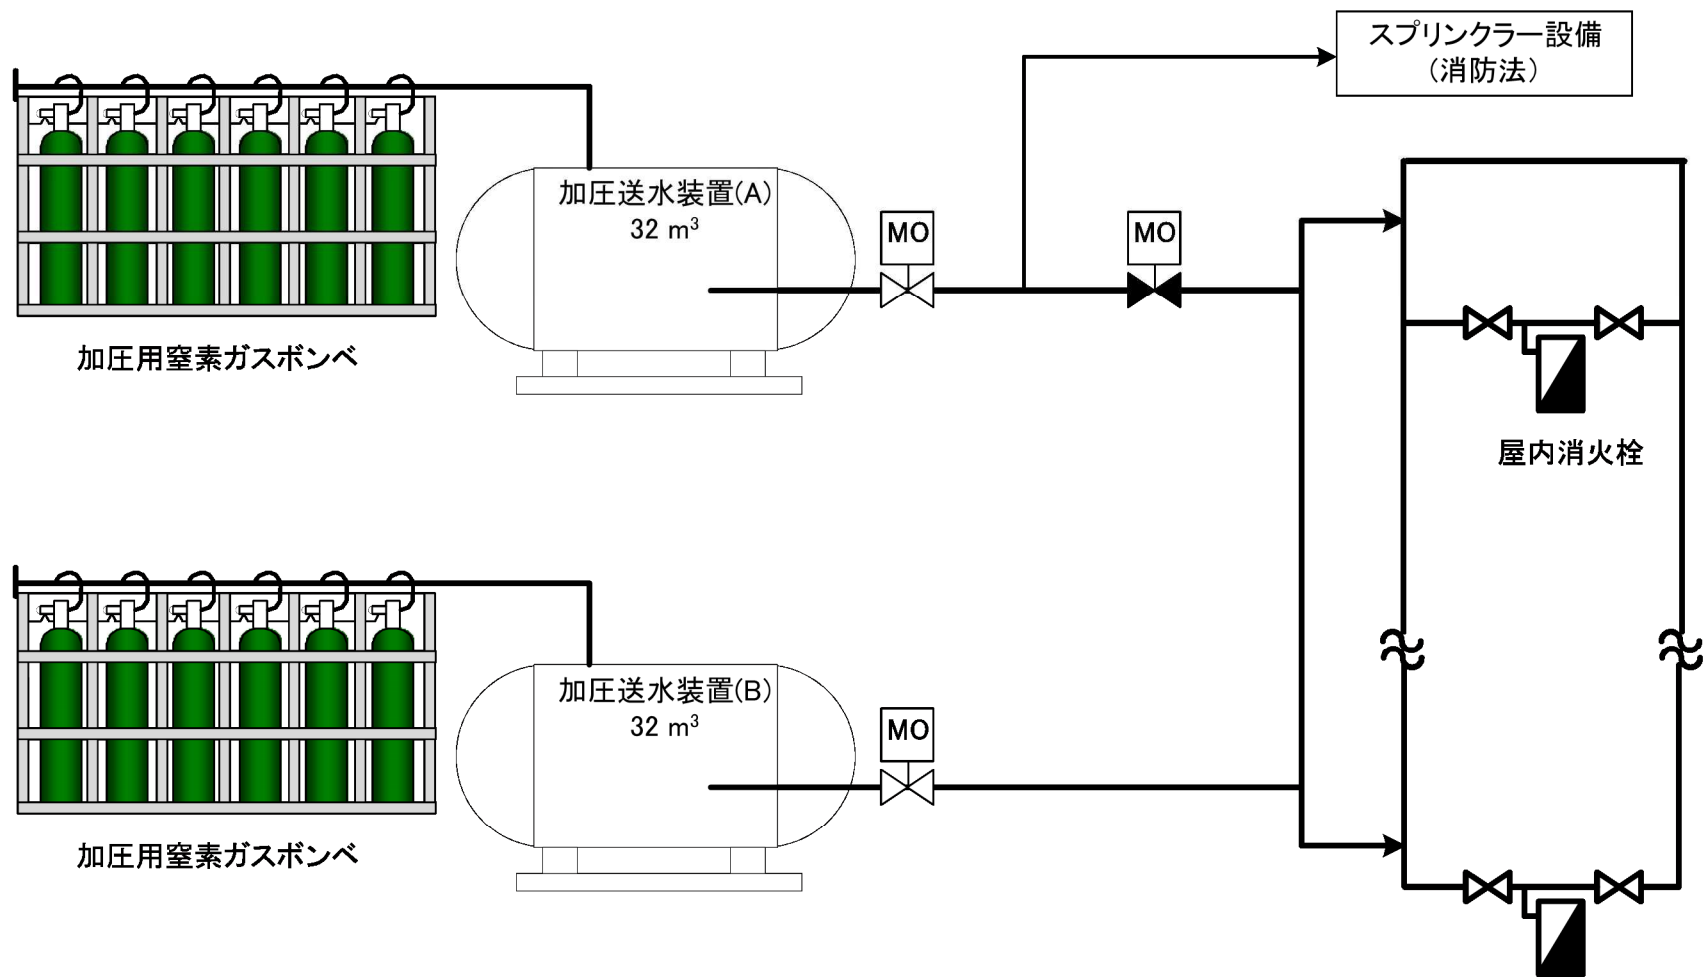 スプリンクラー設備
(消防法)
加圧送水装置(A)
32 m³
MO
MO
加圧用窒素ガスボンベ
屋内消火栓
加圧送水装置(B)
32 m³
MO
加圧用窒素ガスボンベ